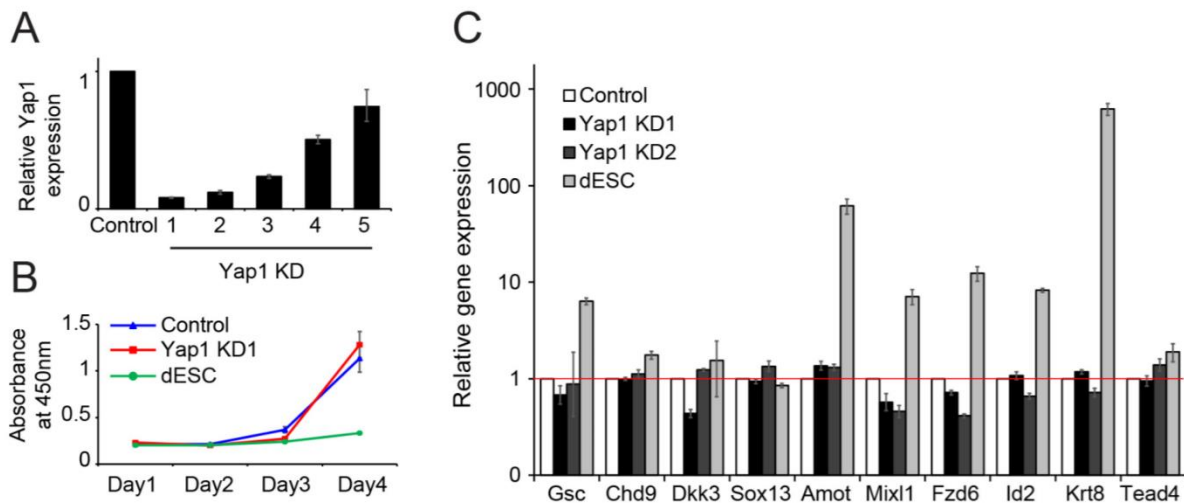 A
Relative Yap1
expression
1
0
Control 1 2 3 4 5
Yap1 KD
B
Absorbance
at 450nm
1.5
1
0.5
0
Control
Yap1 KD1
dESC
Day1 Day2 Day3 Day4
C
Relative gene expression
1000
100
10
1
0
Control
Yap1 KD1
Yap1 KD2
dESC
Gsc Chd9 Dkk3 Sox13 Amot Mixl1 Fzd6 Id2 Krt8 Tead4